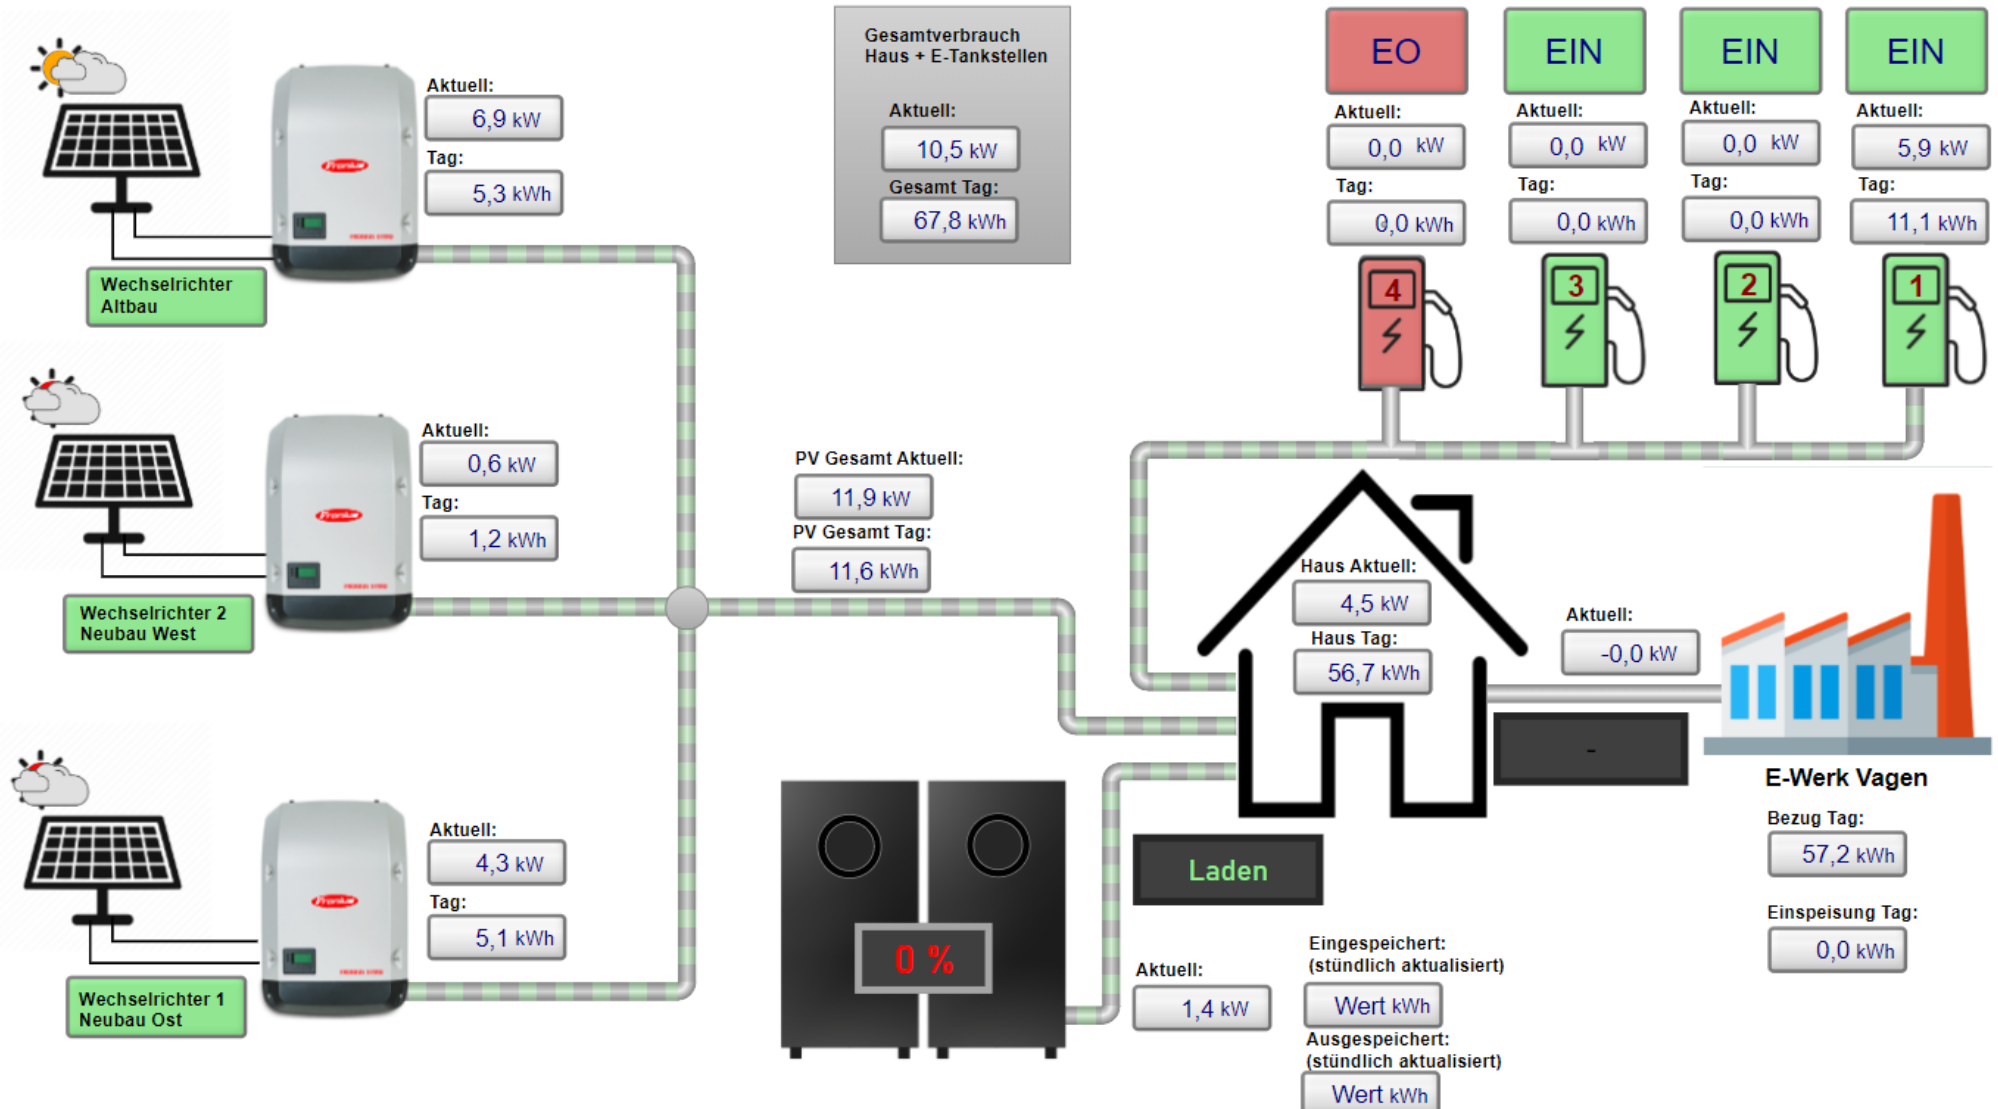 Aktuell:
6,9 kW
Tag:
5,3 kWh
Fronius
Wechselrichter
Altbau
Aktuell:
0,6 kW
Tag:
1,2 kWh
Fronius
Wechselrichter 2
Neubau West
Aktuell:
4,3 kW
Tag:
5,1 kWh
Fronius
Wechselrichter 1
Neubau Ost
Gesamtverbrauch
Haus + E-Tankstellen
Aktuell:
10,5 kW
Gesamt Tag:
67,8 kWh
PV Gesamt Aktuell:
11,9 kW
PV Gesamt Tag:
11,6 kWh
EO
Aktuell:
0,0 kW
Tag:
0,0 kWh
4
EIN
Aktuell:
0,0 kW
Tag:
0,0 kWh
3
EIN
Aktuell:
0,0 kW
Tag:
0,0 kWh
2
EIN
Aktuell:
5,9 kW
Tag:
11,1 kWh
1
Haus Aktuell:
4,5 kW
Haus Tag:
56,7 kWh
Aktuell:
-0,0 kW
-
E-Werk Vagen
Bezug Tag:
57,2 kWh
Einspeisung Tag:
0,0 kWh
0 %
Laden
Aktuell:
1,4 kW
Eingespeichert:
(stündlich aktualisiert)
Wert kWh
Ausgespeichert:
(stündlich aktualisiert)
Wert kWh